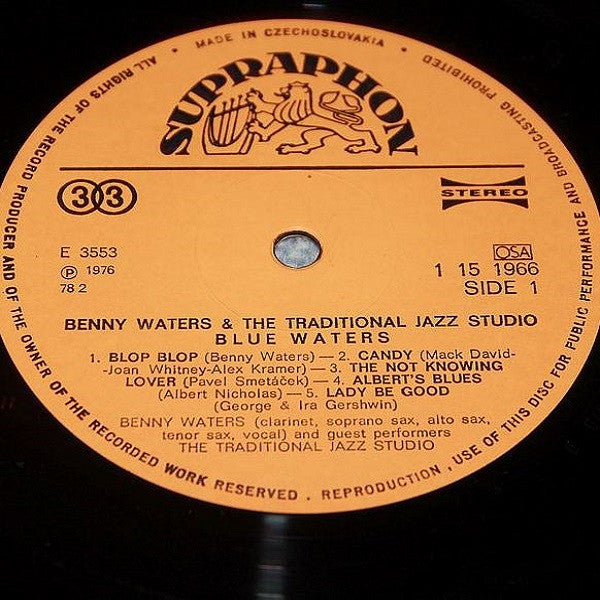 MADE IN CZECHOSLOVAKIA
ALL RIGHTS OF THE RECORD PRODUCER AND OF THE OWNER OF THE RECORDED WORK RESERVED . REPRODUCTION, USE OF THIS DISC FOR PUBLIC PERFORMANCE AND BROADCASTING PROHIBITED
SUPRAPHON
33
STEREO
E 3553
℗ 1976
78 2
OSA
1 15 1966
SIDE 1
BENNY WATERS & THE TRADITIONAL JAZZ STUDIO
BLUE WATERS
1. BLOP BLOP (Benny Waters)— 2. CANDY (Mack David-
-Joan Whitney-Alex Kramer)— 3. THE NOT KNOWING
LOVER (Pavel Smetáček)— 4. ALBERT'S BLUES
(Albert Nicholas)— 5. LADY BE GOOD
(George & Ira Gershwin)
BENNY WATERS (clarinet, soprano sax, alto sax,
tenor sax, vocal) and guest performers
THE TRADITIONAL JAZZ STUDIO